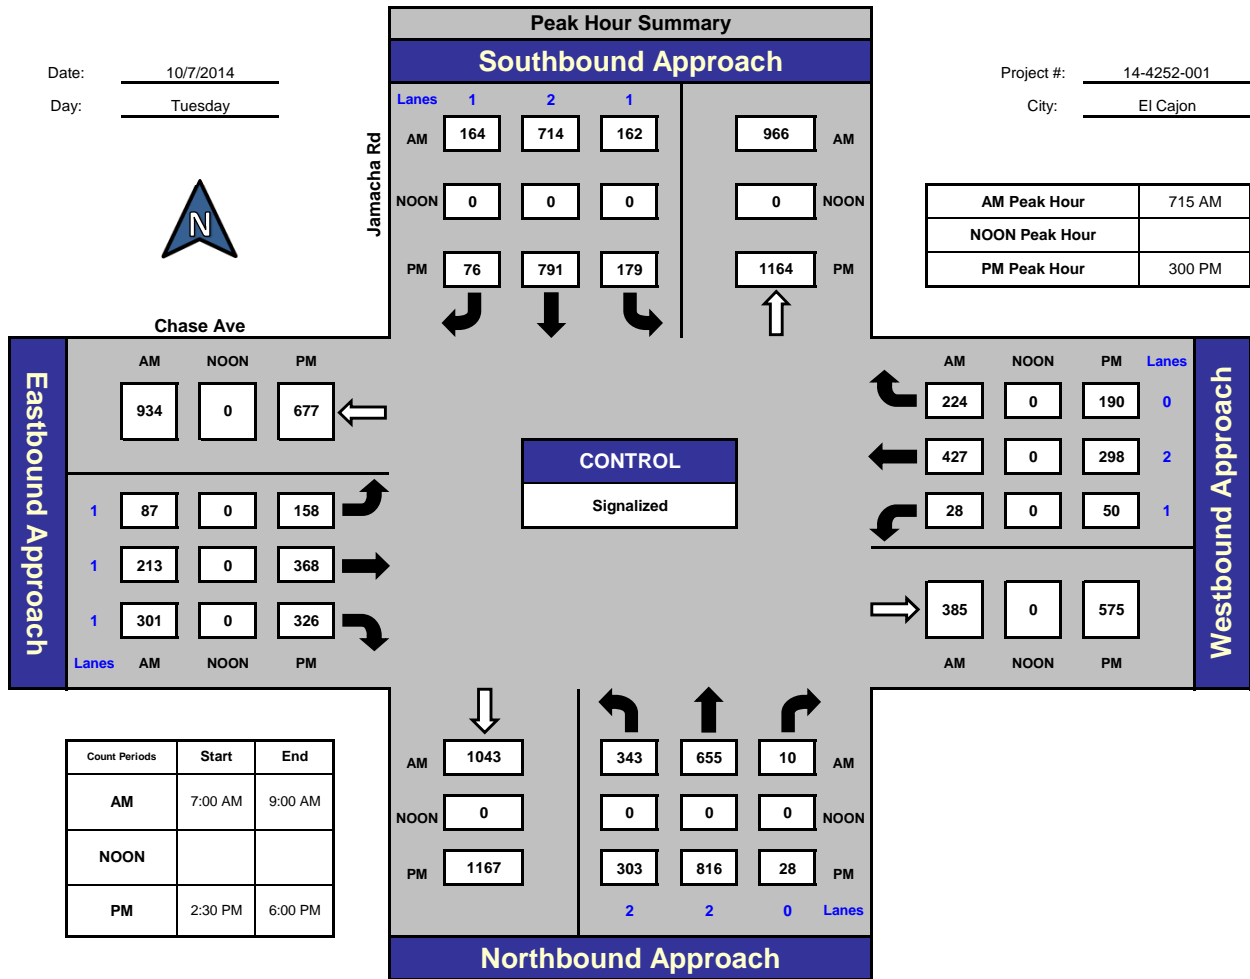 Peak Hour Summary
Southbound Approach
Date: 10/7/2014
Day: Tuesday
Project #: 14-4252-001
City: El Cajon
Lanes 1 2 1
AM 164 714 162 966 AM
NOON 0 0 0 0 NOON
PM 76 791 179 1164 PM
Jamacha Rd
N
AM Peak Hour 715 AM
NOON Peak Hour
PM Peak Hour 300 PM
Chase Ave
Eastbound Approach
AM NOON PM
934 0 677
1 87 0 158
1 213 0 368
1 301 0 326
Lanes AM NOON PM
CONTROL
Signalized
AM NOON PM Lanes
224 0 190 0
427 0 298 2
28 0 50 1
385 0 575
AM NOON PM
Westbound Approach
Count Periods Start End
AM 7:00 AM 9:00 AM
NOON
PM 2:30 PM 6:00 PM
AM 1043 343 655 10 AM
NOON 0 0 0 0 NOON
PM 1167 303 816 28 PM
2 2 0 Lanes
Northbound Approach